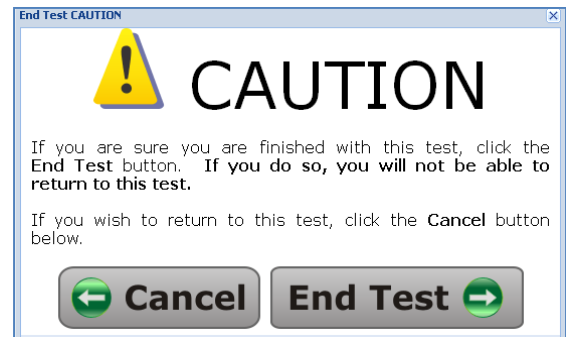 End Test CAUTION
CAUTION
If you are sure you are finished with this test, click the
End Test button. If you do so, you will not be able to
return to this test.
If you wish to return to this test, click the Cancel button
below.
Cancel End Test